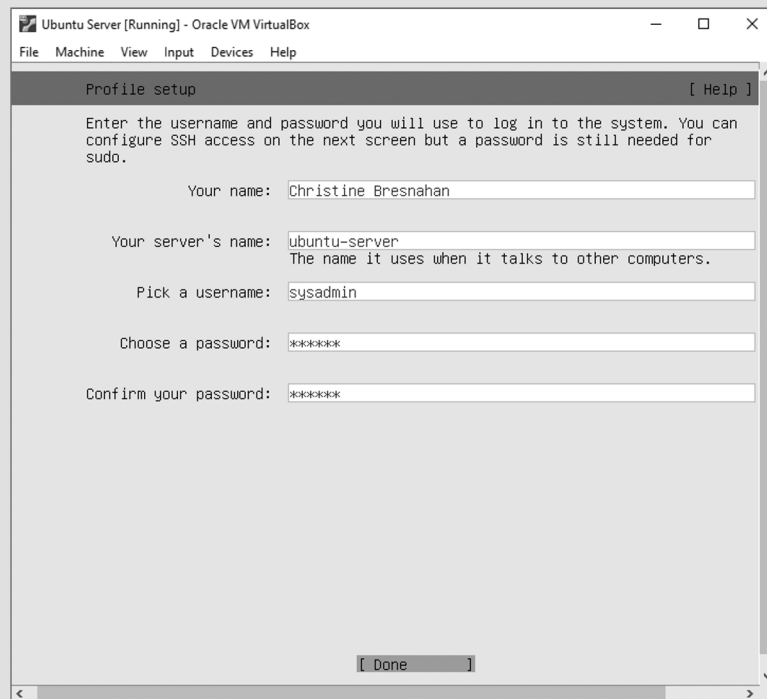 Ubuntu Server [Running] - Oracle VM VirtualBox
File Machine View Input Devices Help
Profile setup [ Help ]
Enter the username and password you will use to log in to the system. You can
configure SSH access on the next screen but a password is still needed for
sudo.
Your name: Christine Bresnahan
Your server's name: ubuntu-server
The name it uses when it talks to other computers.
Pick a username: sysadmin
Choose a password: ******
Confirm your password: ******
[ Done ]